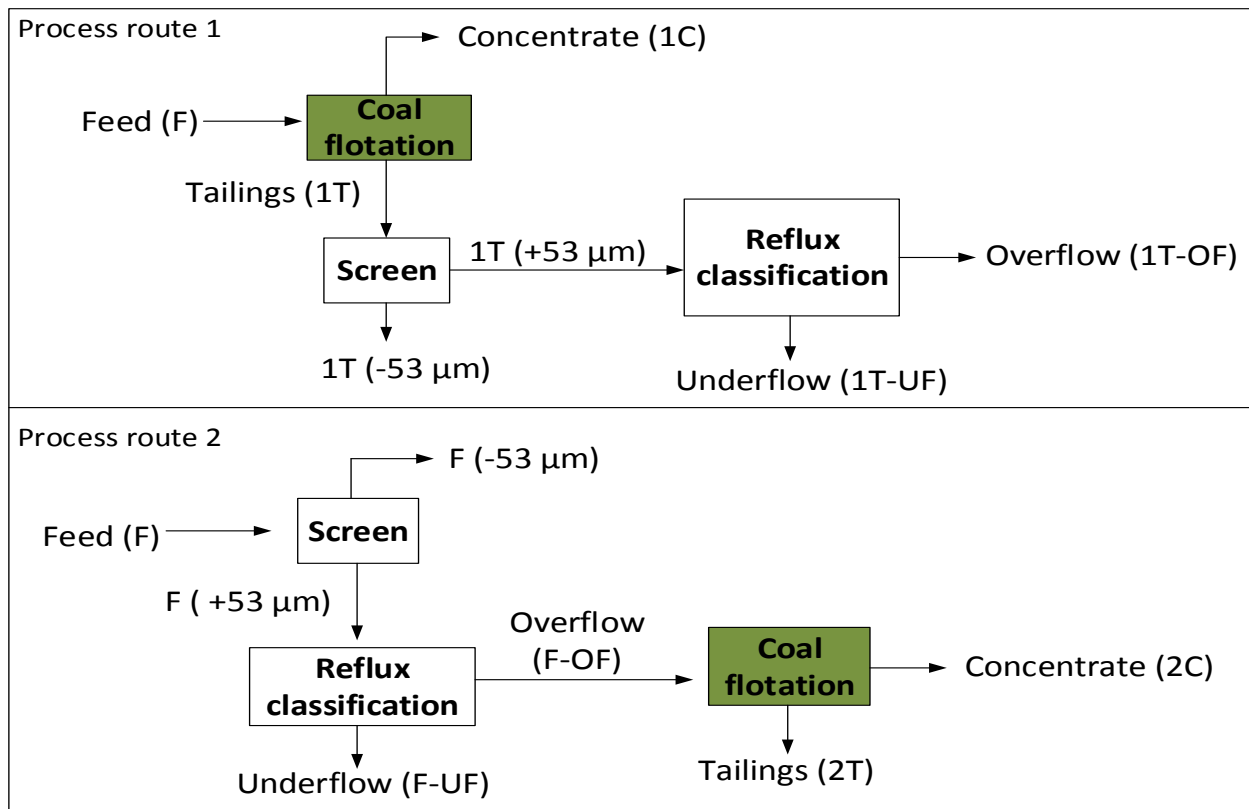 Process route 1
Concentrate (1C)
Feed (F)
Coal
flotation
Tailings (1T)
Screen
1T (+53 µm)
Reflux
classification
Overflow (1T-OF)
1T (-53 µm)
Underflow (1T-UF)
Process route 2
F (-53 µm)
Feed (F)
Screen
F ( +53 µm)
Reflux
classification
Overflow
(F-OF)
Coal
flotation
Concentrate (2C)
Underflow (F-UF)
Tailings (2T)